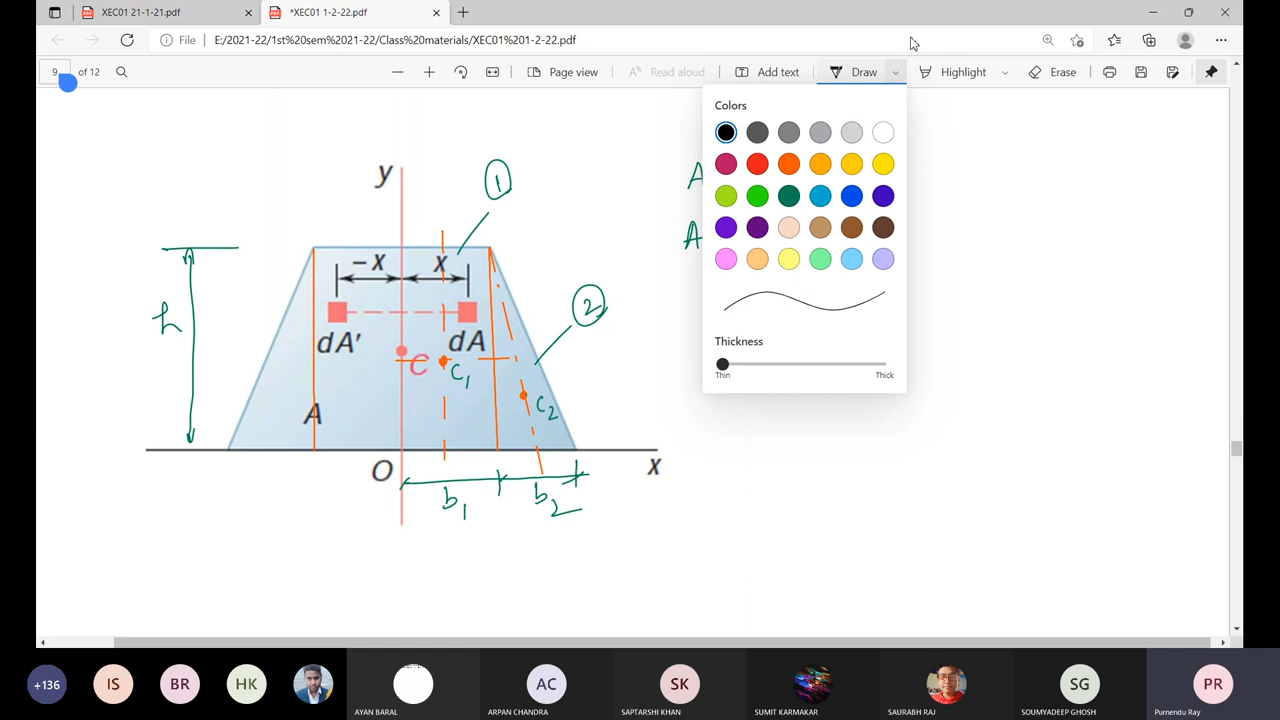 XEC01 21-1-21.pdf
*XEC01 1-2-22.pdf
File
E:/2021-22/1st%20sem%2021-22/Class%20materials/XEC01%201-2-22.pdf
9 of 12
Page view
Read aloud
Add text
Draw
Highlight
Erase
Colors
Thickness
Thin
Thick
y
1
A
A
-x
x
h
2
dA'
dA
C
C1
C2
A
O
x
b1
b2
+136
IS
BR
HK
AYAN BARAL
AC
ARPAN CHANDRA
SK
SAPTARSHI KHAN
SUMIT KARMAKAR
SAURABH RAJ
SG
SOUMYADEEP GHOSH
PR
Purnendu Ray